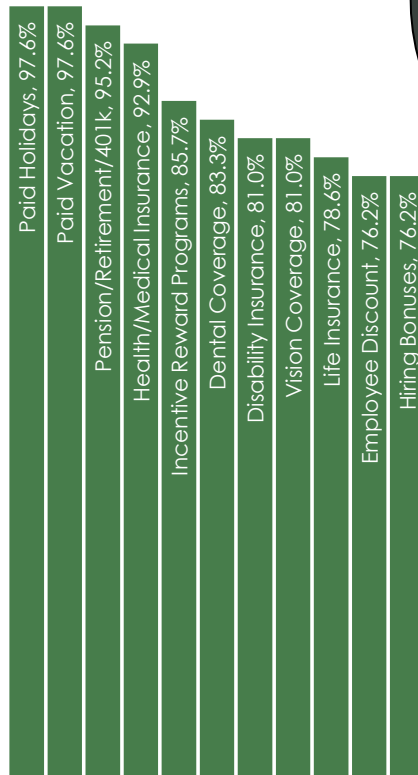 Paid Holidays, 97.6%
Paid Vacation, 97.6%
Pension/Retirement/401k, 95.2%
Health/Medical Insurance, 92.9%
Incentive Reward Programs, 85.7%
Dental Coverage, 83.3%
Disability Insurance, 81.0%
Vision Coverage, 81.0%
Life Insurance, 78.6%
Employee Discount, 76.2%
Hiring Bonuses, 76.2%